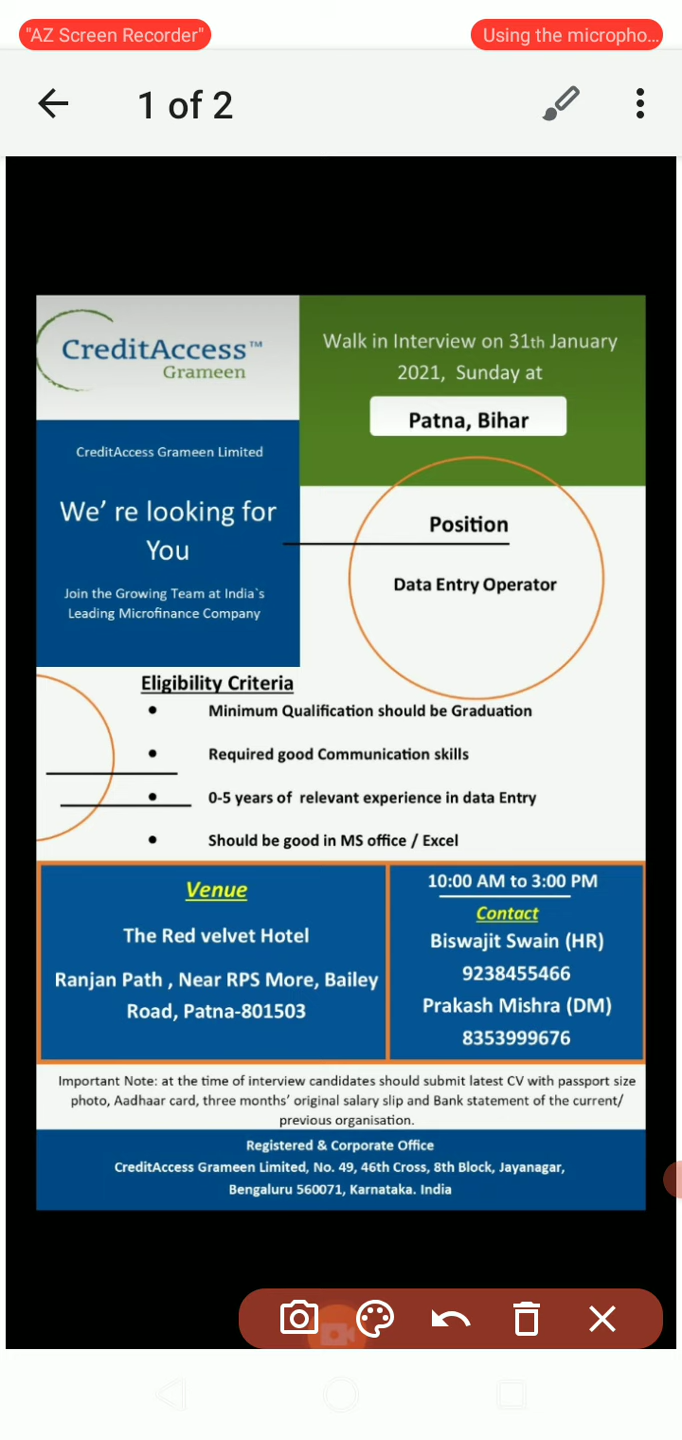 "AZ Screen Recorder"
Using the micropho...
1 of 2
CreditAccess™
Grameen
Walk in Interview on 31th January
2021, Sunday at
Patna, Bihar
CreditAccess Grameen Limited
We' re looking for
You
Join the Growing Team at India`s
Leading Microfinance Company
Position
Data Entry Operator
Eligibility Criteria
• Minimum Qualification should be Graduation
• Required good Communication skills
• 0-5 years of relevant experience in data Entry
• Should be good in MS office / Excel
Venue
The Red velvet Hotel
Ranjan Path , Near RPS More, Bailey
Road, Patna-801503
10:00 AM to 3:00 PM
Contact
Biswajit Swain (HR)
9238455466
Prakash Mishra (DM)
8353999676
Important Note: at the time of interview candidates should submit latest CV with passport size
photo, Aadhaar card, three months' original salary slip and Bank statement of the current/
previous organisation.
Registered & Corporate Office
CreditAccess Grameen Limited, No. 49, 46th Cross, 8th Block, Jayanagar,
Bengaluru 560071, Karnataka. India